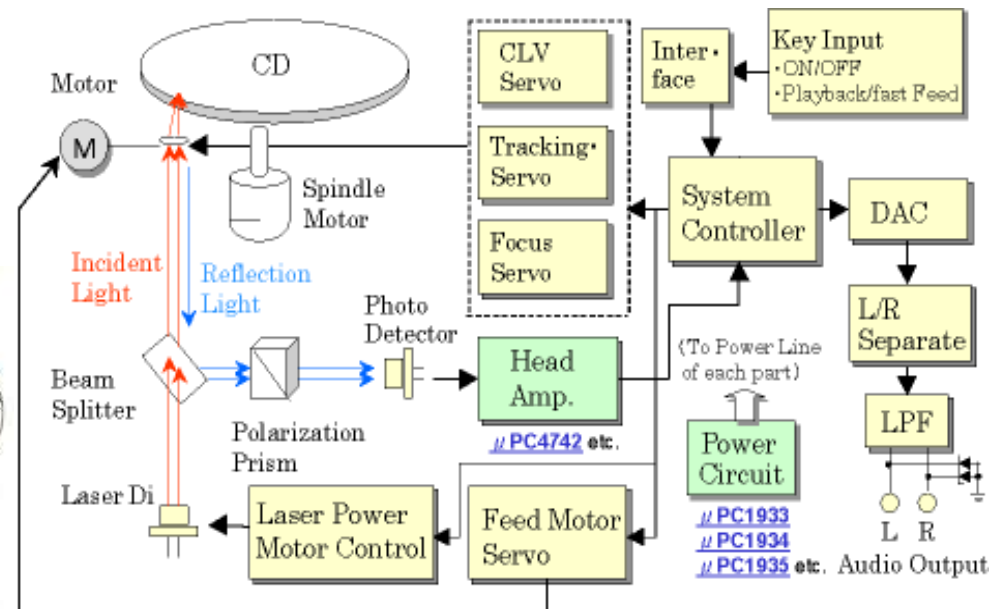 CD
Motor
M
Spindle
Motor
CLV
Servo
Tracking・
Servo
Focus
Servo
Inter・
face
Key Input
・ON/OFF
・Playback/fast Feed
System
Controller
DAC
L/R
Separate
LPF
L R
Audio Output
Incident
Light
Reflection
Light
Photo
Detector
Beam
Splitter
Polarization
Prism
Head
Amp.
μPC4742 etc.
(To Power Line
of each part)
Power
Circuit
μPC1933
μPC1934
μPC1935 etc.
Laser Di
Laser Power
Motor Control
Feed Motor
Servo